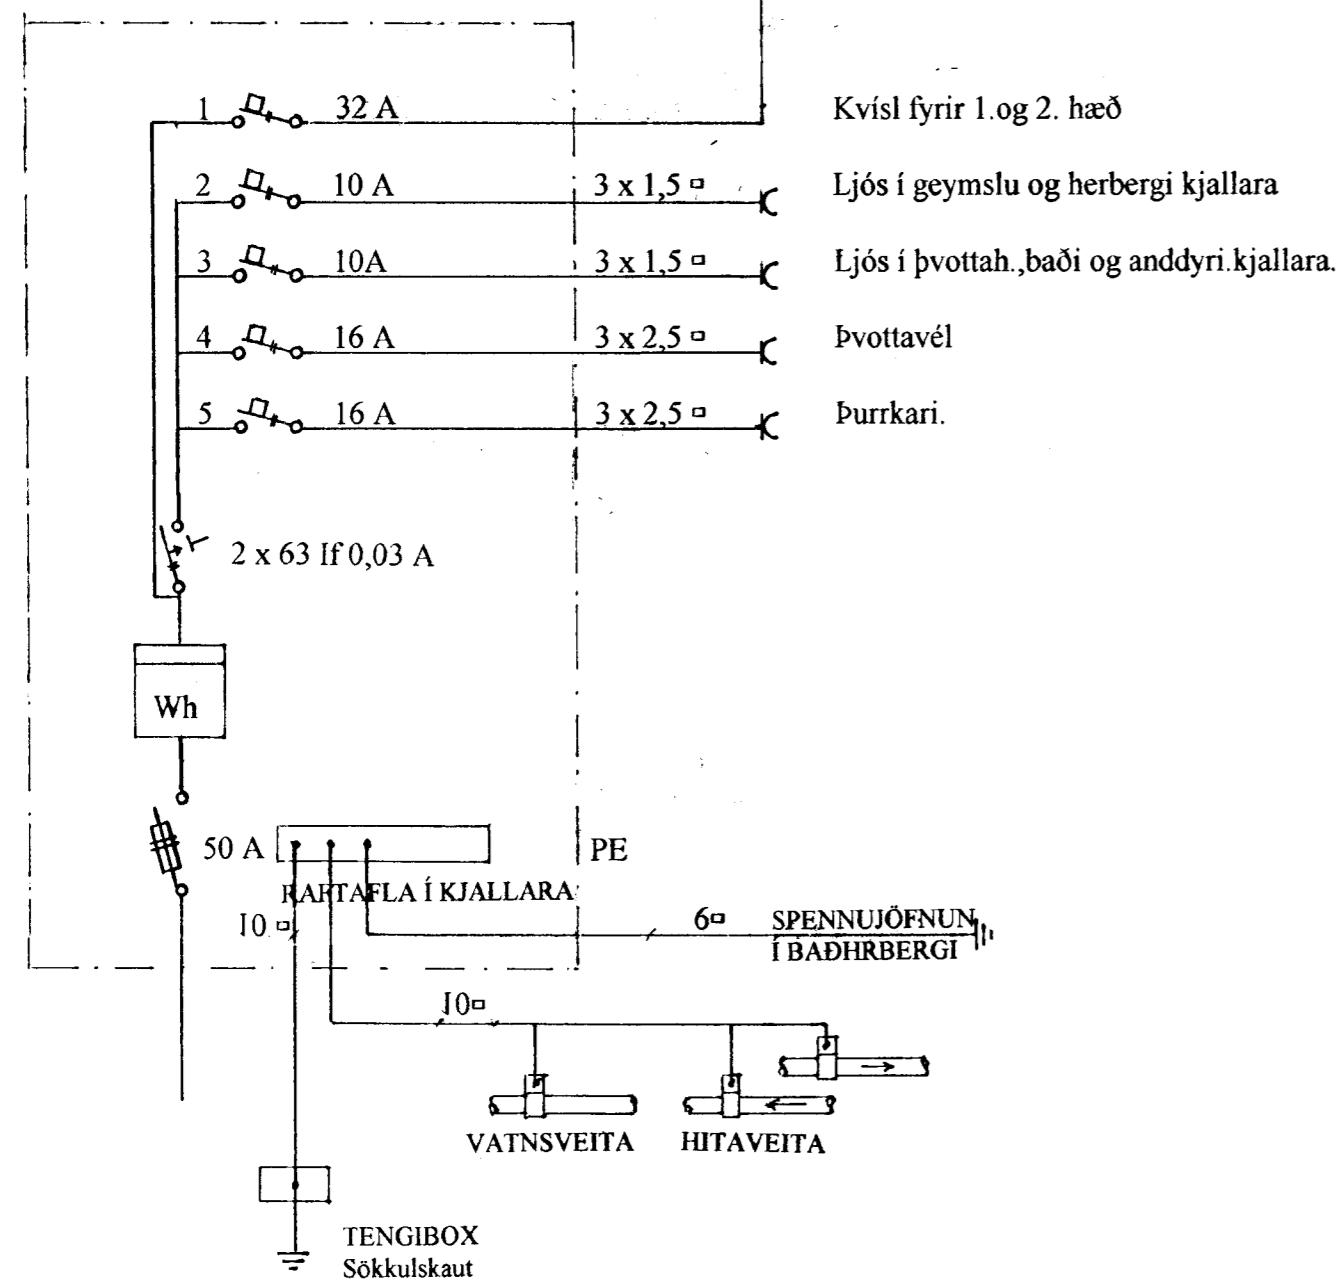 1 32 A Kvísl fyrir 1.og 2. hæð
2 10 A 3 x 1,5 □ Ljós í geymslu og herbergi kjallara
3 10A 3 x 1,5 □ Ljós í þvottah.,baði og anddyri.kjallara.
4 16 A 3 x 2,5 □ Þvottavél
5 16 A 3 x 2,5 □ Þurrkari.
2 x 63 If 0,03 A
Wh
50 A PE
RAFTAFLA Í KJALLARA
10 □ 6□ SPENNUJÖFNUN
Í BAÐHRBERGI
10□
VATNSVEITA HITAVEITA
TENGIBOX
Sökkulskaut